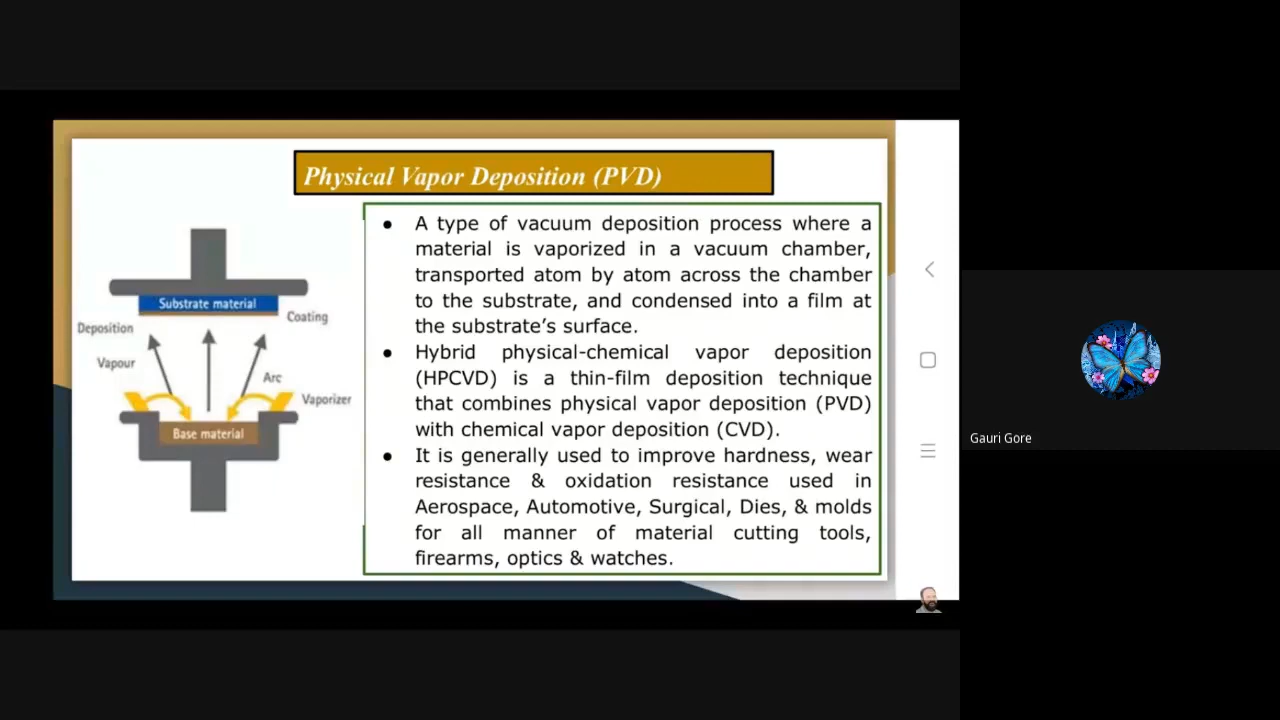 Physical Vapor Deposition (PVD)
Substrate material
Coating
Deposition
Vapour
Arc
Vaporizer
Base material
● A type of vacuum deposition process where a
material is vaporized in a vacuum chamber,
transported atom by atom across the chamber
to the substrate, and condensed into a film at
the substrate’s surface.
● Hybrid physical-chemical vapor deposition
(HPCVD) is a thin-film deposition technique
that combines physical vapor deposition (PVD)
with chemical vapor deposition (CVD).
● It is generally used to improve hardness, wear
resistance & oxidation resistance used in
Aerospace, Automotive, Surgical, Dies, & molds
for all manner of material cutting tools,
firearms, optics & watches.
Gauri Gore